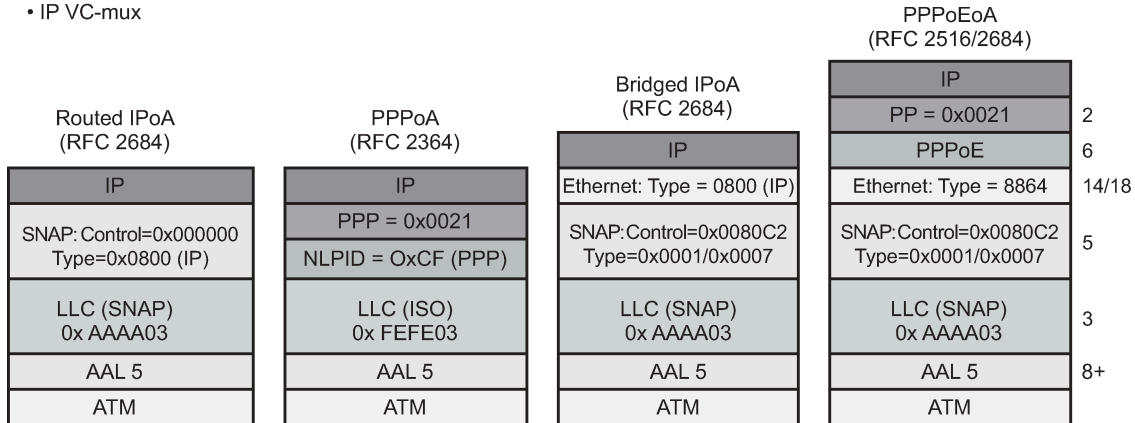 • IP VC-mux
Routed IPoA
(RFC 2684)
IP
SNAP: Control=0x000000
Type=0x0800 (IP)
LLC (SNAP)
0x AAAA03
AAL 5
ATM
PPPoA
(RFC 2364)
IP
PPP = 0x0021
NLPID = OxCF (PPP)
LLC (ISO)
0x FEFE03
AAL 5
ATM
Bridged IPoA
(RFC 2684)
IP
Ethernet: Type = 0800 (IP)
SNAP: Control=0x0080C2
Type=0x0001/0x0007
LLC (SNAP)
0x AAAA03
AAL 5
ATM
PPPoEoA
(RFC 2516/2684)
IP
PP = 0x0021
PPPoE
Ethernet: Type = 8864
SNAP: Control=0x0080C2
Type=0x0001/0x0007
LLC (SNAP)
0x AAAA03
AAL 5
ATM
2
6
14/18
5
3
8+